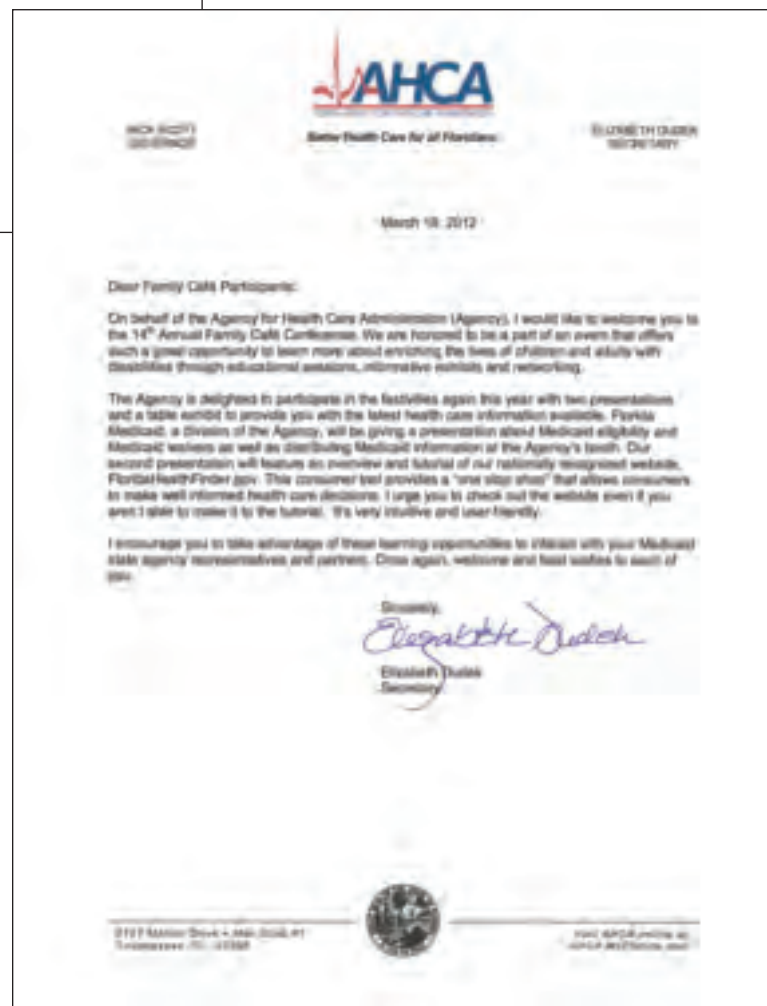 AHCA
RICK SCOTT
GOVERNOR
Better Health Care for all Floridians
ELIZABETH DUDEK
SECRETARY
March 2012
Dear Family Café Participants:
On behalf of the Agency for Health Care Administration (Agency), I would like to welcome you to
the 14th Annual Family Café Conference. We are honored to be a part of an event that offers
such a great opportunity to learn more about enriching the lives of children and adults with
disabilities through educational sessions, informative exhibits and networking.
The Agency is delighted to participate in the festivities again this year with two presentations
and a table exhibit to provide you with the latest health care information available. Florida
Medicaid, a division of the Agency, will be giving a presentation about Medicaid eligibility and
Medicaid waivers as well as distributing Medicaid information at the Agency's booth. Our
second presentation will feature an overview and tutorial of our nationally recognized website,
FloridaHealthFinder.gov. This consumer tool provides a "one stop shop" that allows consumers
to make well informed health care decisions. I urge you to check out the website even if you
aren't able to make it to the tutorial. It's very intuitive and user-friendly.
I encourage you to take advantage of these learning opportunities to interact with your Medicaid
state agency representatives and partners. Once again, welcome and best wishes to each of
you.
Sincerely,
Elizabeth Dudek
Elizabeth Dudek
Secretary